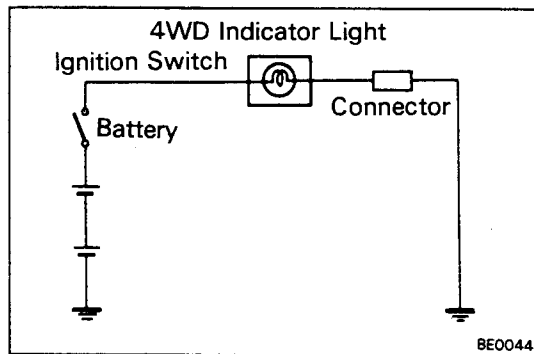 4WD Indicator Light
Ignition Switch
Connector
Battery
BE0044